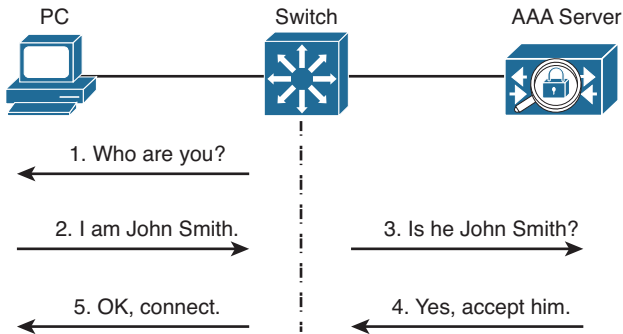 PC
Switch
AAA Server
1. Who are you?
2. I am John Smith.
3. Is he John Smith?
5. OK, connect.
4. Yes, accept him.